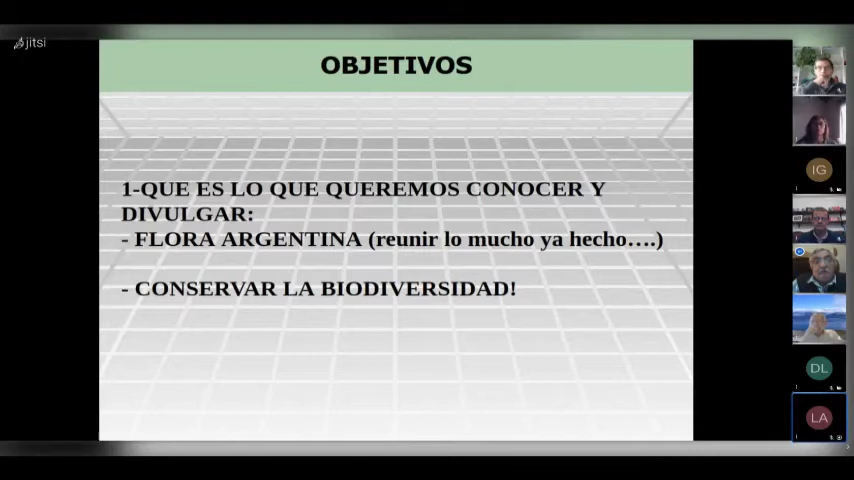 jitsi
OBJETIVOS
1-QUE ES LO QUE QUEREMOS CONOCER Y
DIVULGAR:
- FLORA ARGENTINA (reunir lo mucho ya hecho….)
- CONSERVAR LA BIODIVERSIDAD!
IG
DL
LA